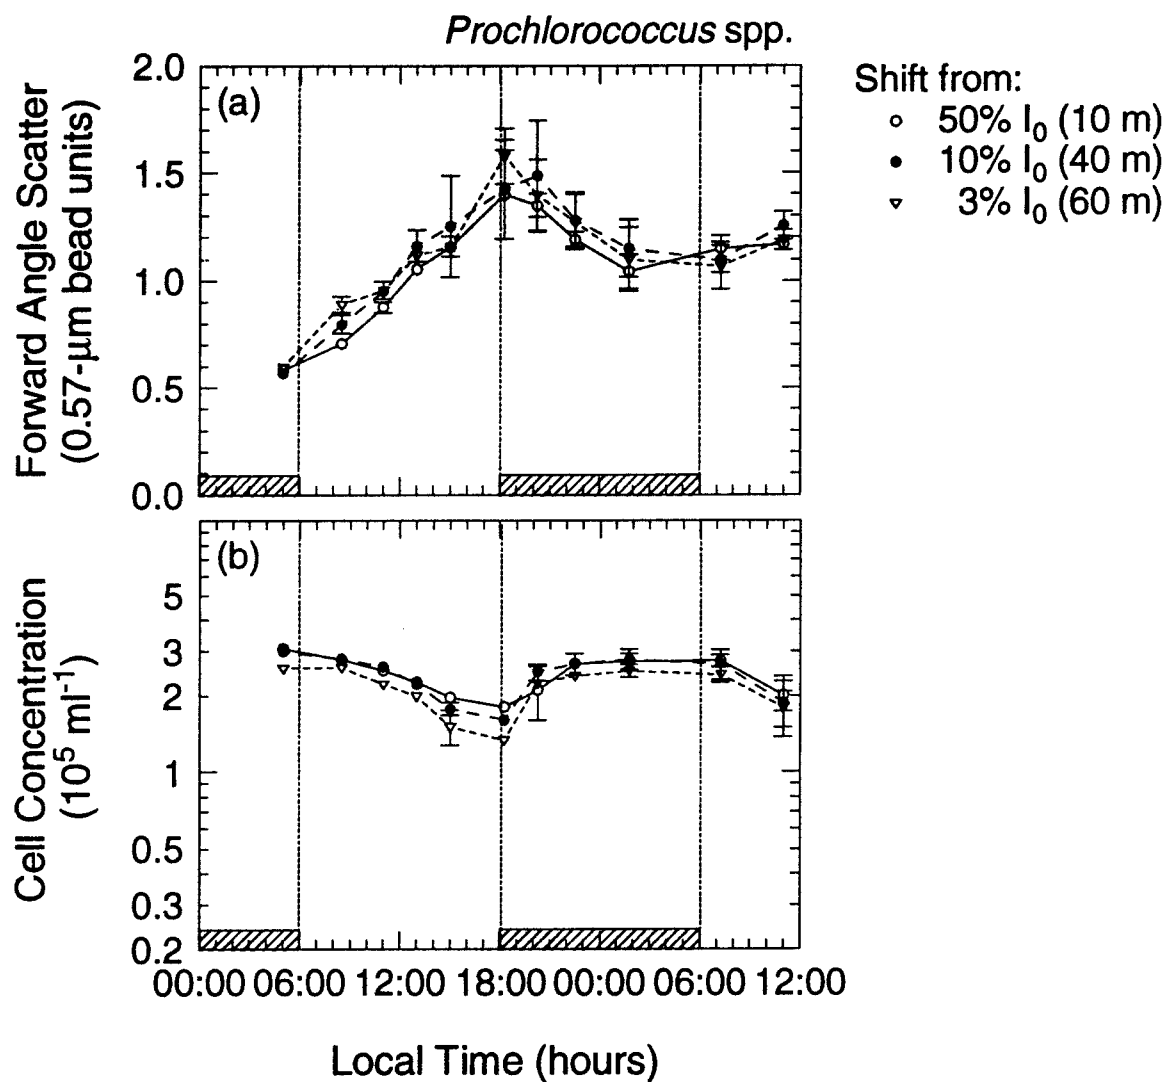 Prochlorococcus spp.
Forward Angle Scatter
(0.57-μm bead units)
2.0
1.5
1.0
0.5
0.0
(a)
Shift from:
50% I₀ (10 m)
10% I₀ (40 m)
3% I₀ (60 m)
Cell Concentration
(10⁵ ml⁻¹)
5
3
2
1
0.5
0.3
0.2
(b)
00:00 06:00 12:00 18:00 00:00 06:00 12:00
Local Time (hours)